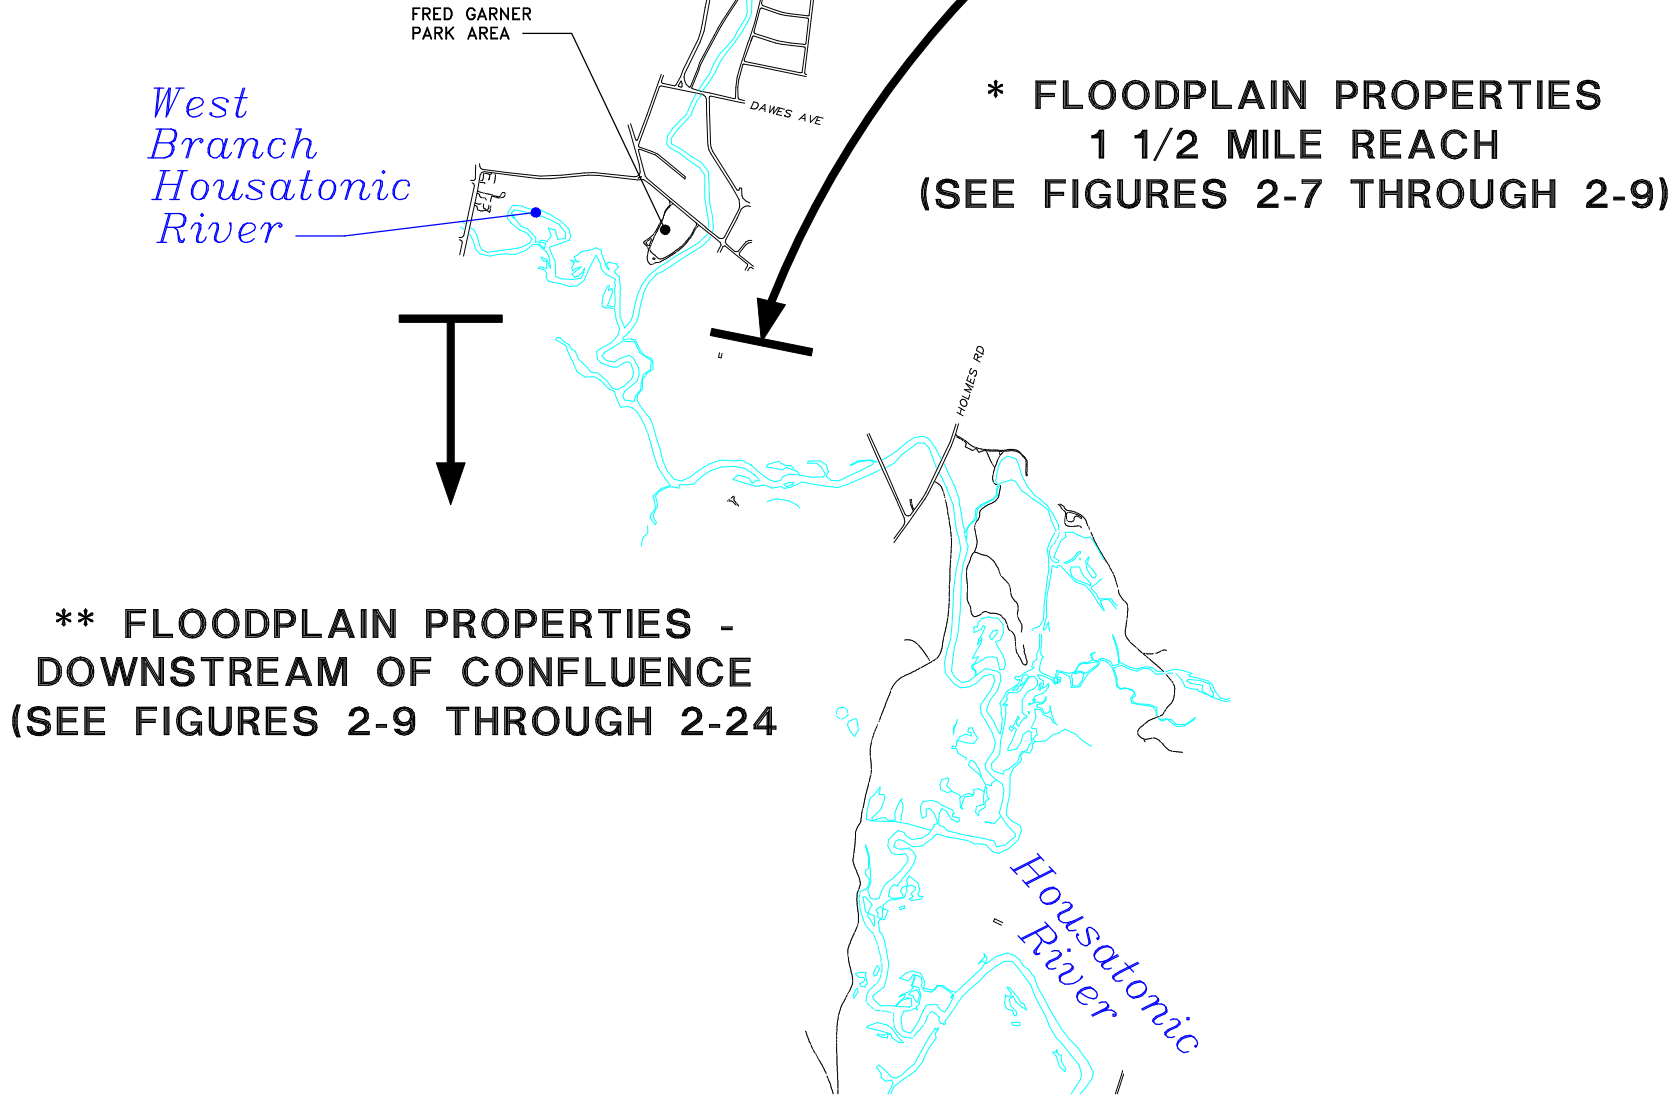 FRED GARNER
PARK AREA
West
Branch
Housatonic
River
DAWES AVE
* FLOODPLAIN PROPERTIES
1 1/2 MILE REACH
(SEE FIGURES 2-7 THROUGH 2-9)
HOLMES RD
** FLOODPLAIN PROPERTIES -
DOWNSTREAM OF CONFLUENCE
(SEE FIGURES 2-9 THROUGH 2-24
Housatonic
River